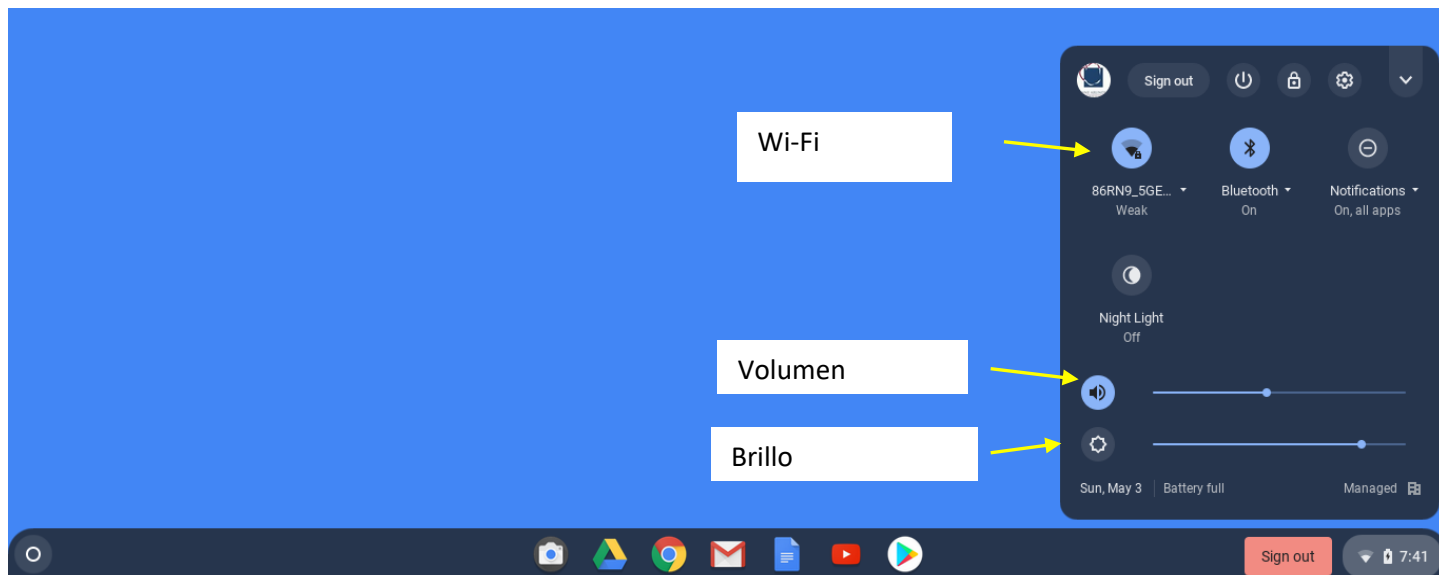 Sign out
Wi-Fi
86RN9_5GE...
Bluetooth
Notifications
Weak
On
On, all apps
Night Light
Off
Volumen
Brillo
Sun, May 3
Battery full
Managed
Sign out
7:41